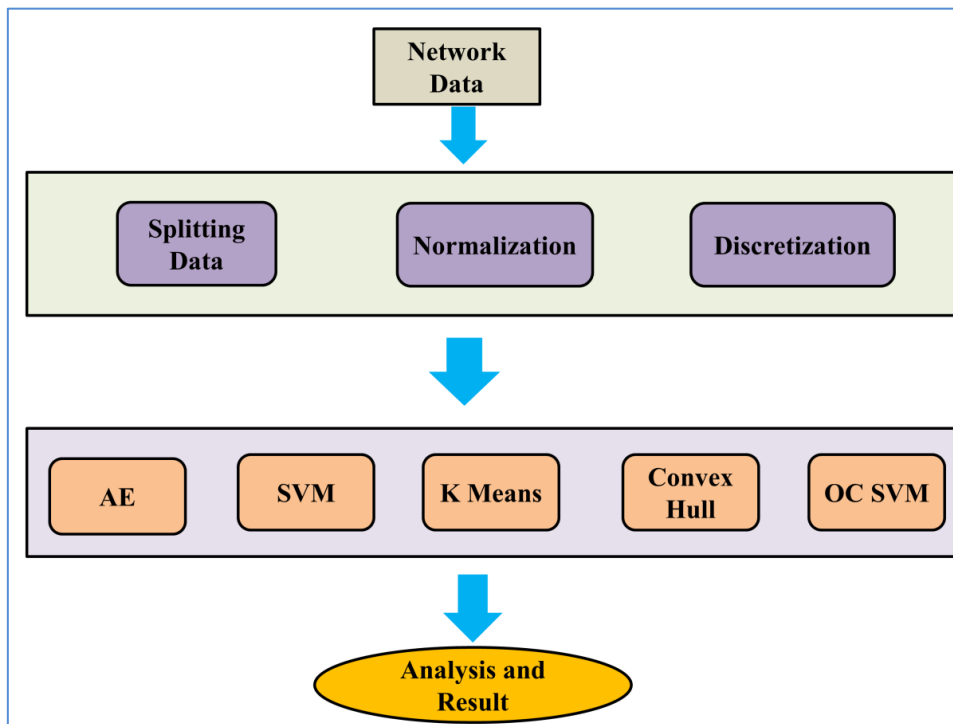 Network
Data
Splitting
Data
Normalization
Discretization
AE
SVM
K Means
Convex
Hull
OC SVM
Analysis and
Result